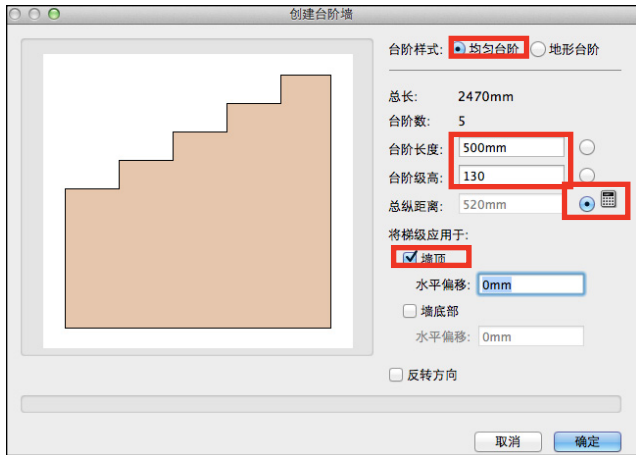 创建台阶墙
台阶样式: 均匀台阶 地形台阶
总长: 2470mm
台阶数: 5
台阶长度: 500mm
台阶级高: 130
总纵距离: 520mm
将梯级应用于:
墙顶
水平偏移: 0mm
墙底部
水平偏移: 0mm
反转方向
取消 确定